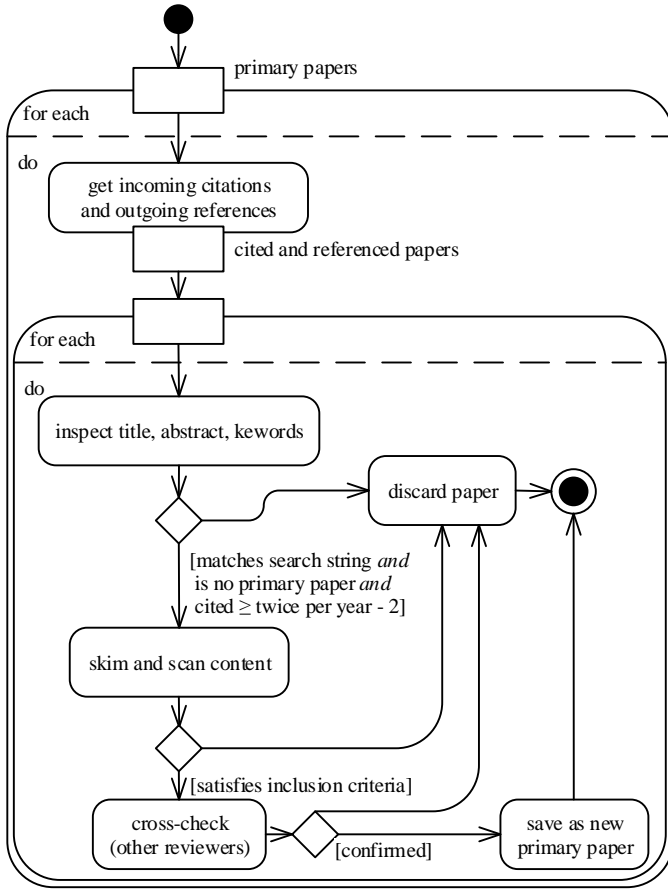 primary papers
for each
do
get incoming citations
and outgoing references
cited and referenced papers
for each
do
inspect title, abstract, kewords
discard paper
[matches search string and
is no primary paper and
cited ≥ twice per year - 2]
skim and scan content
[satisfies inclusion criteria]
cross-check
(other reviewers)
[confirmed]
save as new
primary paper